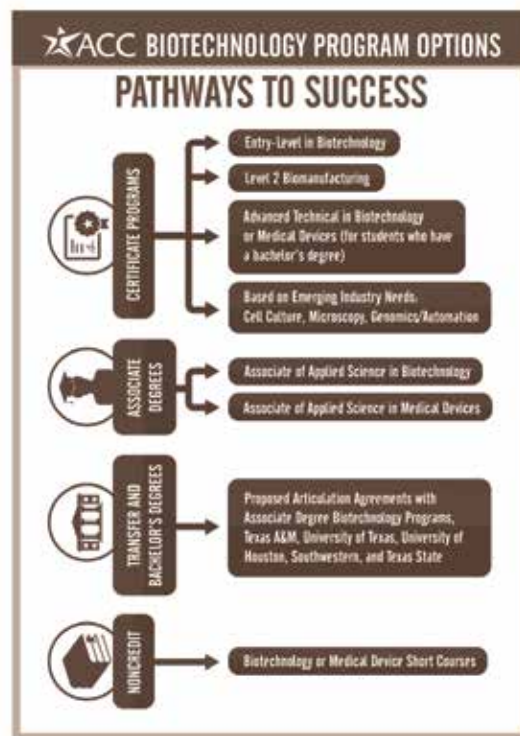 ACC BIOTECHNOLOGY PROGRAM OPTIONS
PATHWAYS TO SUCCESS
CERTIFICATE PROGRAMS
Entry-Level in Biotechnology
Level 2 Biomanufacturing
Advanced Technical in Biotechnology
or Medical Devices (for students who have
a bachelor's degree)
Based on Emerging Industry Needs:
Cell Culture, Microscopy, Genomics/Automation
ASSOCIATE
DEGREES
Associate of Applied Science in Biotechnology
Associate of Applied Science in Medical Devices
TRANSFER AND
BACHELOR'S DEGREES
Proposed Articulation Agreements with
Associate Degree Biotechnology Programs,
Texas A&M, University of Texas, University of
Houston, Southwestern, and Texas State
NONCREDIT
Biotechnology or Medical Device Short Courses